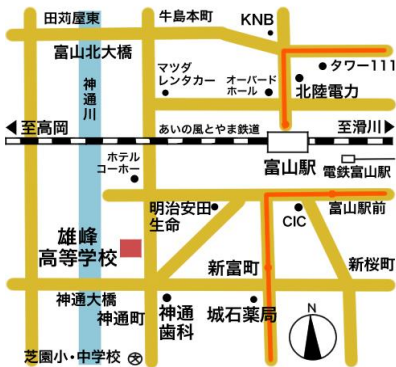 田苅屋東
牛島本町
KNB
富山北大橋
タワー111
マツダ
レンタカー
オーバード
ホール
北陸電力
神通川
至高岡
あいの風とやま鉄道
至滑川
富山駅
電鉄富山駅
ホテル
コーホー
明治安田
生命
CIC
富山駅前
雄峰
高等学校
新富町
新桜町
神通大橋
神通町
神通
歯科
城石薬局
N
芝園小・中学校
文